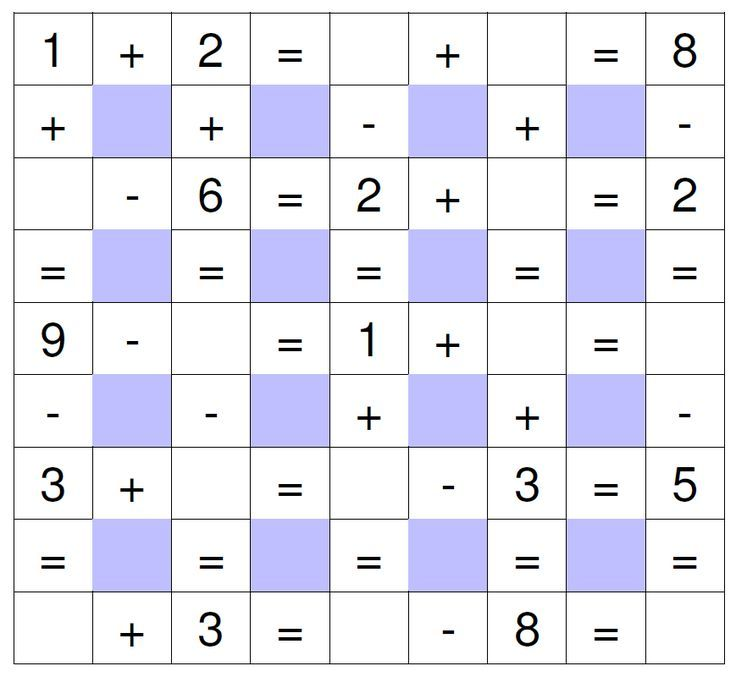 1 + 2 = + = 8
+ + - + -
- 6 = 2 + = 2
= = = = =
9 - = 1 + =
- - + + -
3 + = - 3 = 5
= = = = =
+ 3 = - 8 =